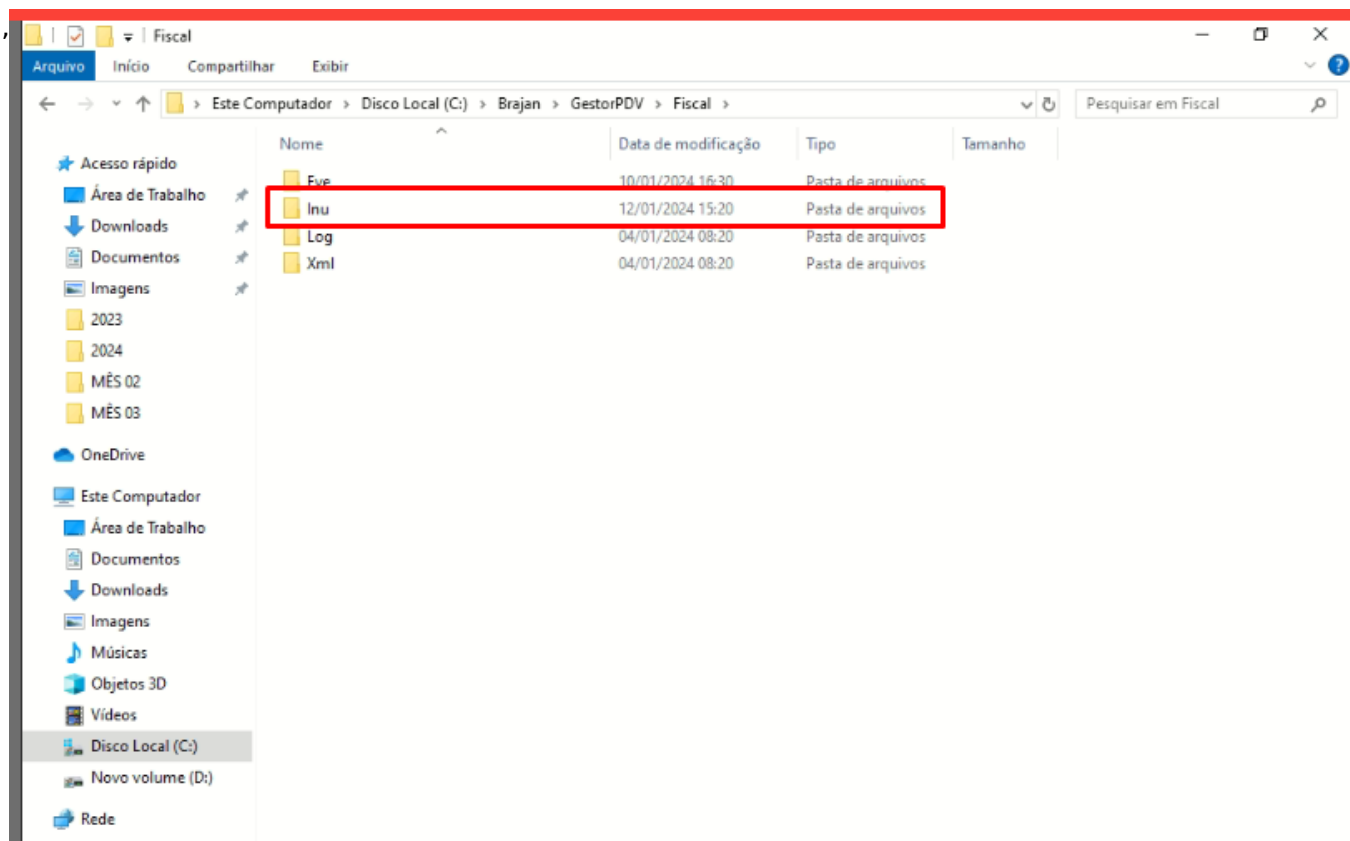 ,
Fiscal
Arquivo Início Compartilhar Exibir
Este Computador > Disco Local (C:) > Brajan > GestorPDV > Fiscal >
Pesquisar em Fiscal
Nome Data de modificação Tipo Tamanho
Eve 10/01/2024 16:30 Pasta de arquivos
Inu 12/01/2024 15:20 Pasta de arquivos
Log 04/01/2024 08:20 Pasta de arquivos
Xml 04/01/2024 08:20 Pasta de arquivos
Acesso rápido
Área de Trabalho
Downloads
Documentos
Imagens
2023
2024
MÊS 02
MÊS 03
OneDrive
Este Computador
Área de Trabalho
Documentos
Downloads
Imagens
Músicas
Objetos 3D
Vídeos
Disco Local (C:)
Novo volume (D:)
Rede